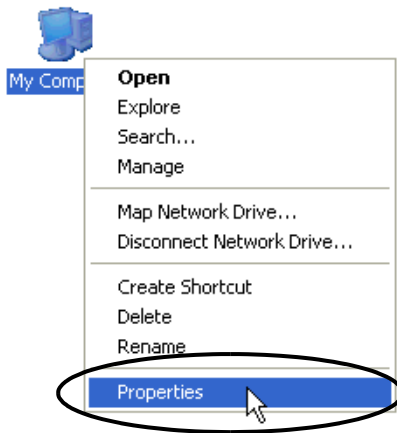 My Comp
Open
Explore
Search...
Manage
Map Network Drive...
Disconnect Network Drive...
Create Shortcut
Delete
Rename
Properties